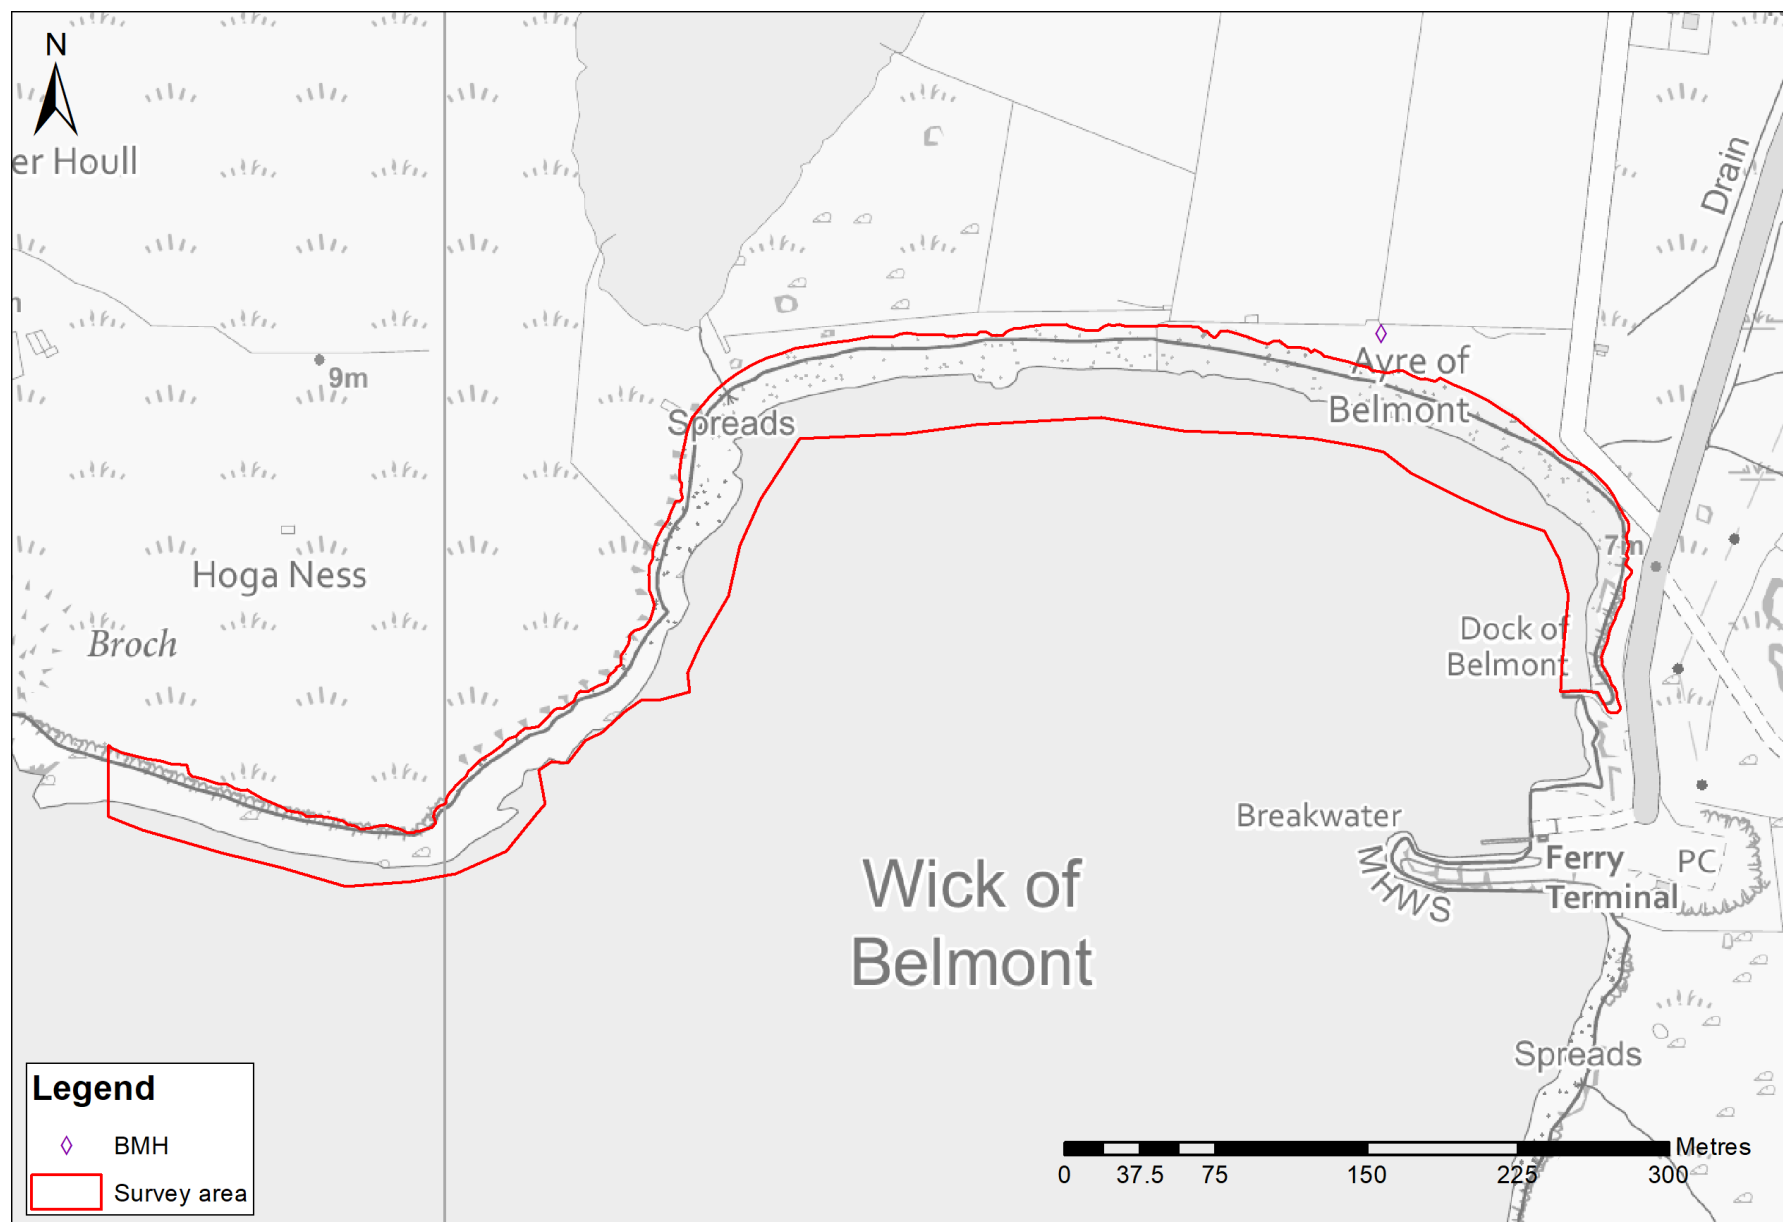 N
er Houll
Drain
9m
Ayre of
Belmont
Spreads
7m
Hoga Ness
Broch
Dock of
Belmont
Breakwater
MHWS
Ferry
Terminal
PC
Wick of
Belmont
Spreads
Legend
BMH
Survey area
Metres
0 37.5 75 150 225 300